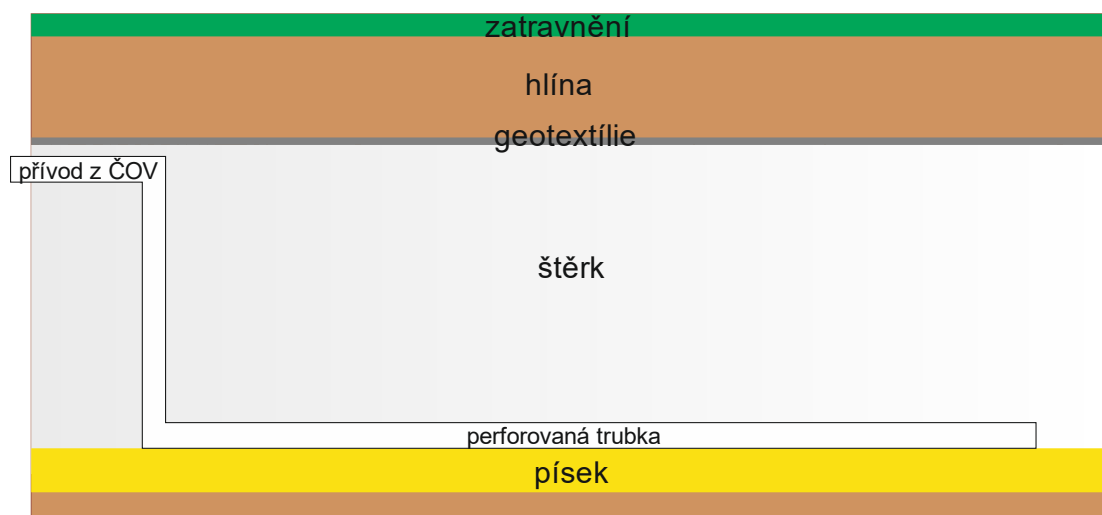 zatravnění
hlína
geotextílie
přívod z ČOV
štěrk
perforovaná trubka
písek